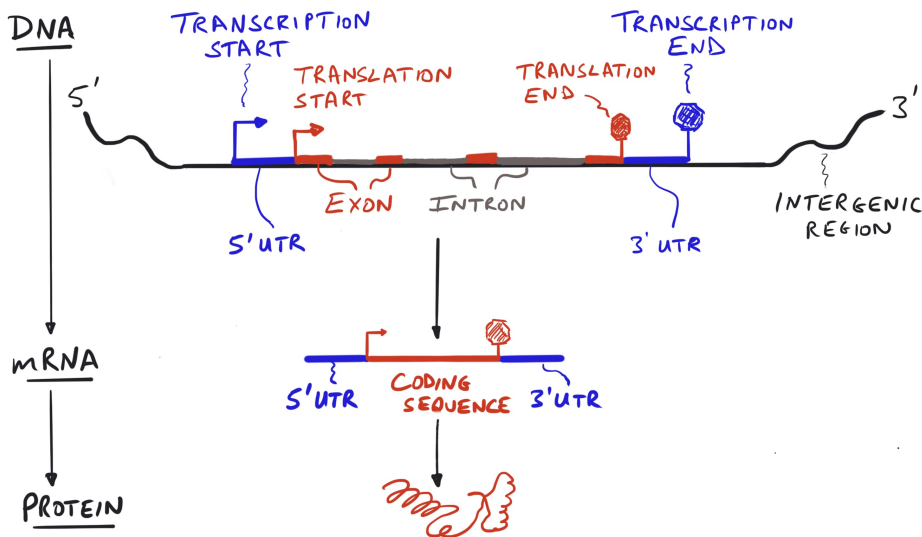 DNA
TRANSCRIPTION
START
TRANSCRIPTION
END
TRANSLATION
START
TRANSLATION
END
5'
3'
EXON
INTRON
5' UTR
3' UTR
INTERGENIC
REGION
mRNA
5' UTR
CODING
SEQUENCE
3' UTR
PROTEIN